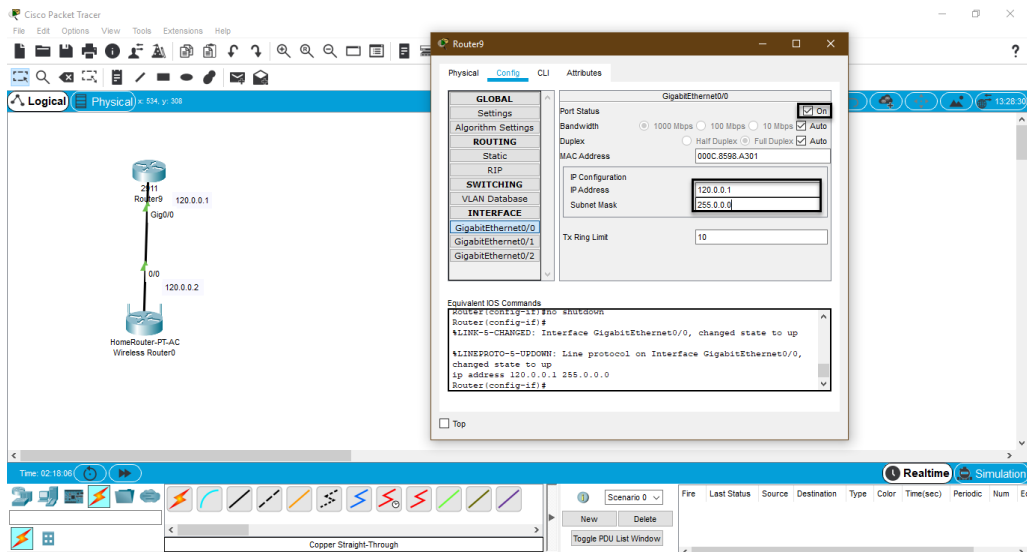 Cisco Packet Tracer
File Edit Options View Tools Extensions Help
?
Logical Physical x: 534, y: 308
13:28:30
2911
Router9 120.0.0.1
Gig0/0
0/0
120.0.0.2
HomeRouter-PT-AC
Wireless Router0
Router9
Physical Config CLI Attributes
GLOBAL
Settings
Algorithm Settings
ROUTING
Static
RIP
SWITCHING
VLAN Database
INTERFACE
GigabitEthernet0/0
GigabitEthernet0/1
GigabitEthernet0/2
GigabitEthernet0/0
Port Status On
Bandwidth 1000 Mbps 100 Mbps 10 Mbps Auto
Duplex Half Duplex Full Duplex Auto
MAC Address 000C.8598.A301
IP Configuration
IP Address 120.0.0.1
Subnet Mask 255.0.0.0
Tx Ring Limit 10
Equivalent IOS Commands
Router(config-if)#no shutdown
Router(config-if)#
%LINK-5-CHANGED: Interface GigabitEthernet0/0, changed state to up
%LINEPROTO-5-UPDOWN: Line protocol on Interface GigabitEthernet0/0,
changed state to up
ip address 120.0.0.1 255.0.0.0
Router(config-if)#
Top
Time: 02:18:06
Realtime Simulation
Scenario 0
New Delete
Toggle PDU List Window
Fire Last Status Source Destination Type Color Time(sec) Periodic Num
Copper Straight-Through